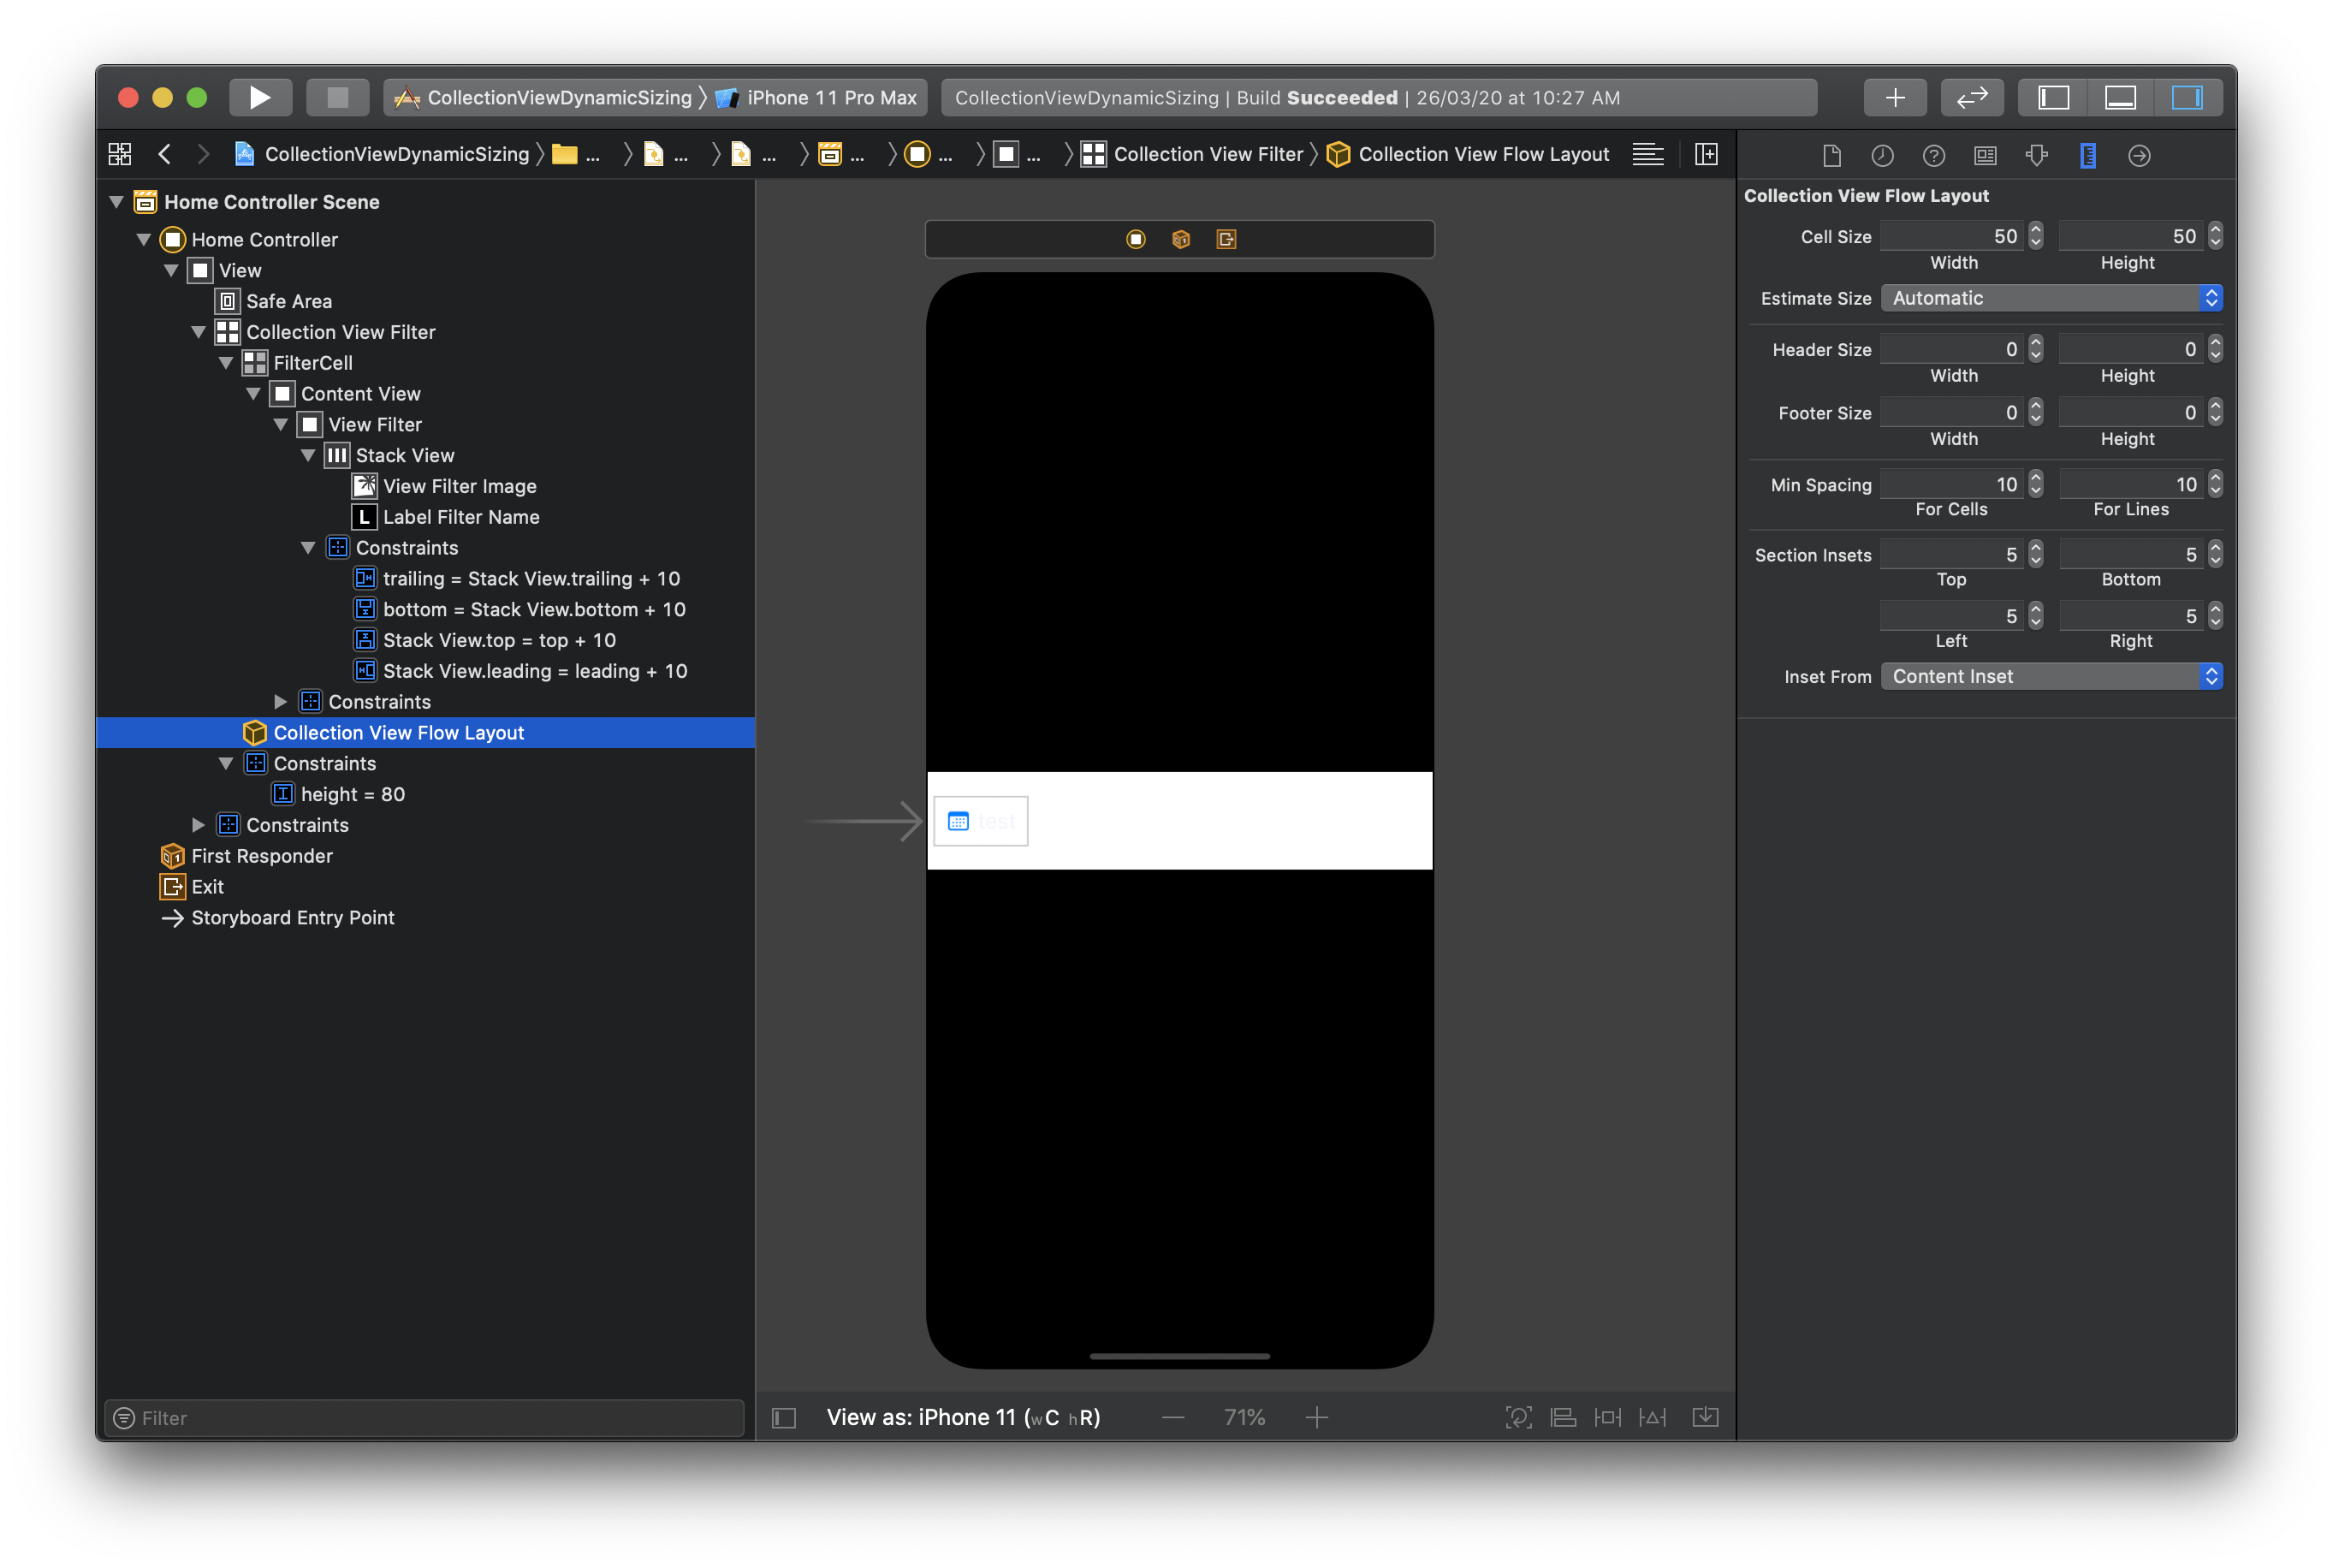 CollectionViewDynamicSizing iPhone 11 Pro Max
CollectionViewDynamicSizing | Build Succeeded | 26/03/20 at 10:27 AM
CollectionViewDynamicSizing ... ... ... ... ... ... Collection View Filter Collection View Flow Layout
Home Controller Scene
Home Controller
View
Safe Area
Collection View Filter
FilterCell
Content View
View Filter
Stack View
View Filter Image
L Label Filter Name
Constraints
trailing = Stack View.trailing + 10
bottom = Stack View.bottom + 10
Stack View.top = top + 10
Stack View.leading = leading + 10
Constraints
Collection View Flow Layout
Constraints
height = 80
Constraints
First Responder
Exit
Storyboard Entry Point
Filter
test
View as: iPhone 11 (wC hR)
71%
Collection View Flow Layout
Cell Size 50 50
Width Height
Estimate Size Automatic
Header Size 0 0
Width Height
Footer Size 0 0
Width Height
Min Spacing 10 10
For Cells For Lines
Section Insets 5 5
Top Bottom
5 5
Left Right
Inset From Content Inset